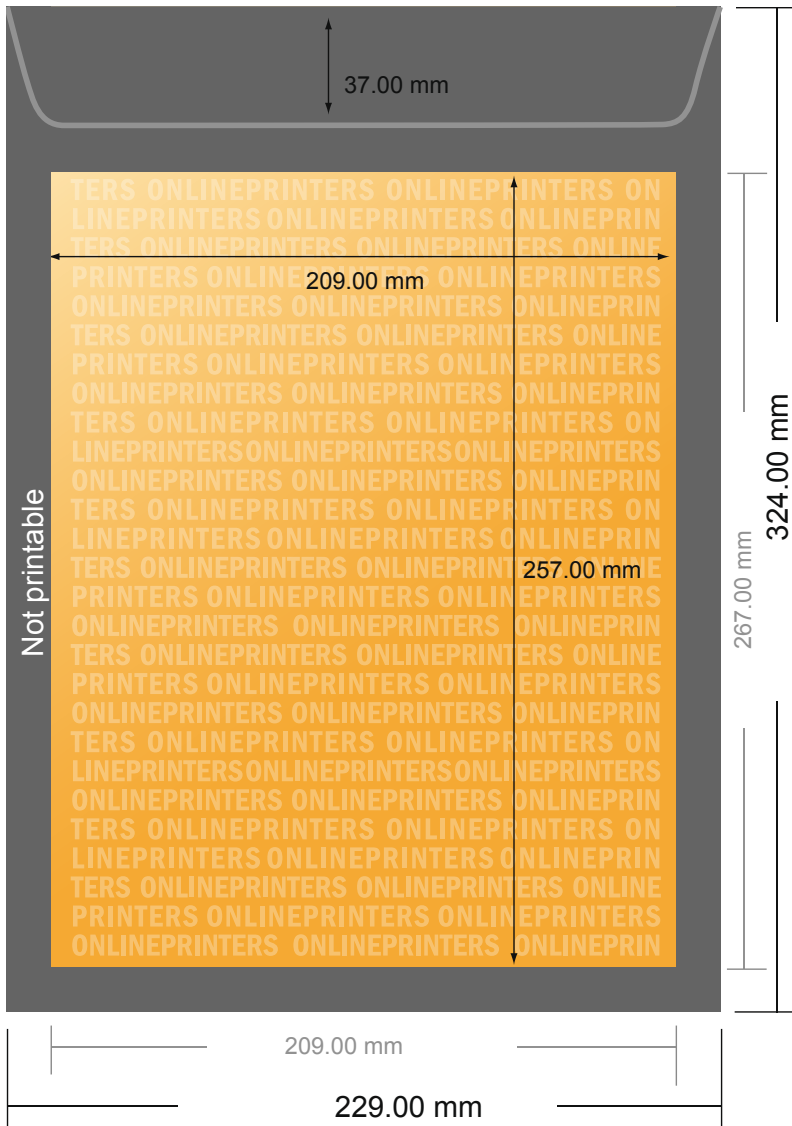 37.00 mm
TERS ONLINEPRINTERS ONLINEPRINTERS ON
LINEPRINTERS ONLINEPRINTERS ONLINEPRIN
TERS ONLINEPRINTERS ONLINEPRINTERS ONLINE
PRINTERS ONLINEPRINTERS ONLINEPRINTERS
209.00 mm
ONLINEPRINTERS ONLINEPRINTERS ONLINEPRIN
TERS ONLINEPRINTERS ONLINEPRINTERS ONLINE
PRINTERS ONLINEPRINTERS ONLINEPRINTERS
ONLINEPRINTERS ONLINEPRINTERS ONLINEPRIN
TERS ONLINEPRINTERS ONLINEPRINTERS ON
LINEPRINTERSONLINEPRINTERSONLINEPRINTERS
ONLINEPRINTERS ONLINEPRINTERS ONLINEPRIN
TERS ONLINEPRINTERS ONLINEPRINTERS ON
LINEPRINTERS ONLINEPRINTERS ONLINEPRIN
TERS ONLINEPRINTERS ONLINEPRINTERS ONLINE
257.00 mm
PRINTERS ONLINEPRINTERS ONLINEPRINTERS
ONLINEPRINTERS ONLINEPRINTERS ONLINEPRIN
TERS ONLINEPRINTERS ONLINEPRINTERS ONLINE
PRINTERS ONLINEPRINTERS ONLINEPRINTERS
ONLINEPRINTERS ONLINEPRINTERS ONLINEPRIN
TERS ONLINEPRINTERS ONLINEPRINTERS ON
LINEPRINTERSONLINEPRINTERSONLINEPRINTERS
ONLINEPRINTERS ONLINEPRINTERS ONLINEPRIN
TERS ONLINEPRINTERS ONLINEPRINTERS ON
LINEPRINTERS ONLINEPRINTERS ONLINEPRIN
TERS ONLINEPRINTERS ONLINEPRINTERS ONLINE
PRINTERS ONLINEPRINTERS ONLINEPRINTERS
ONLINEPRINTERS ONLINEPRINTERS ONLINEPRIN
Not printable
267.00 mm
324.00 mm
209.00 mm
229.00 mm